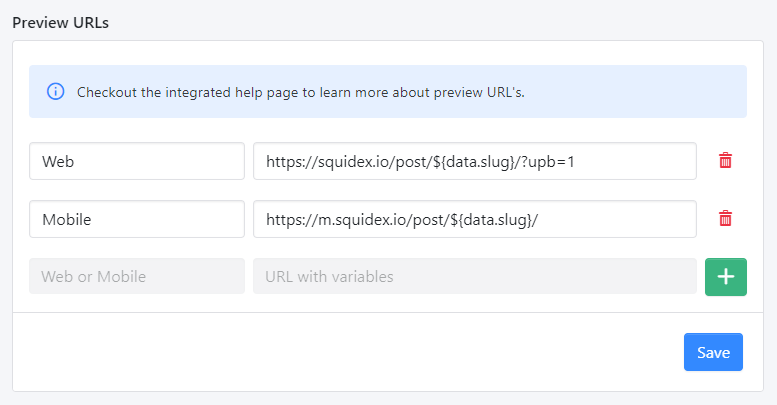 Preview URLs
Checkout the integrated help page to learn more about preview URL's.
Web https://squidex.io/post/${data.slug}/?upb=1
Mobile https://m.squidex.io/post/${data.slug}/
Web or Mobile URL with variables
Save